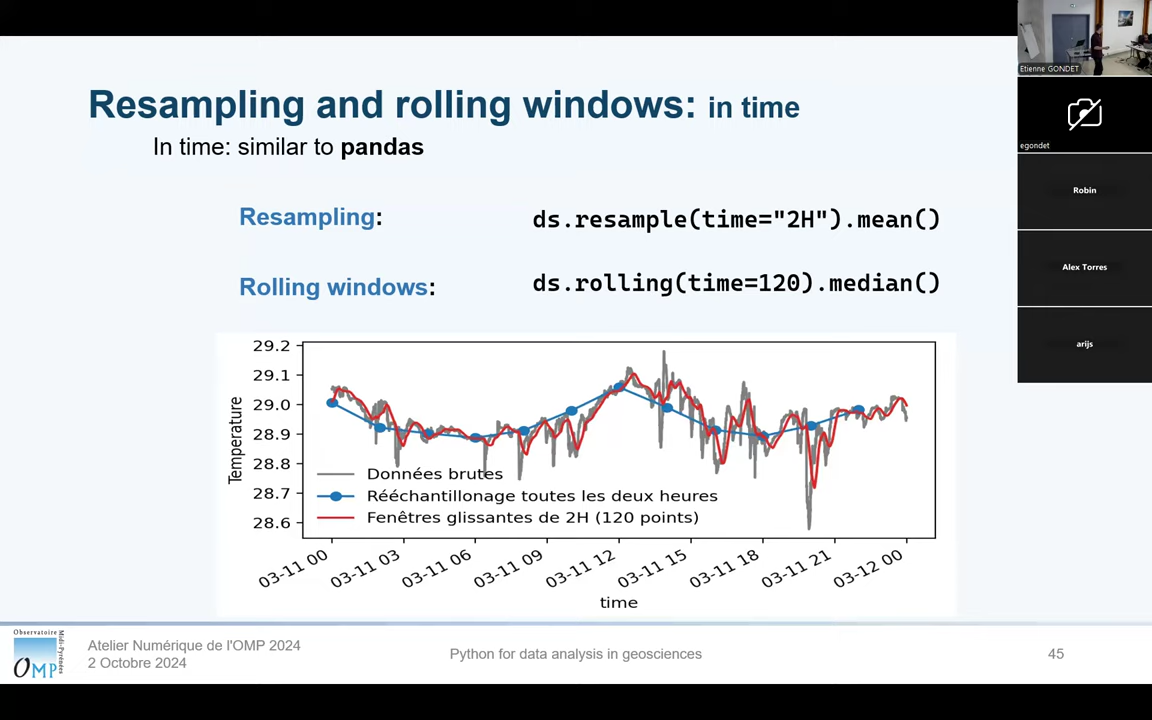 Resampling and rolling windows: in time
In time: similar to pandas
Resampling: ds.resample(time="2H").mean()
Rolling windows: ds.rolling(time=120).median()
29.2
29.1
29.0
28.9
28.8
28.7
28.6
Temperature
Données brutes
Rééchantillonage toutes les deux heures
Fenêtres glissantes de 2H (120 points)
03-11 00
03-11 03
03-11 06
03-11 09
03-11 12
03-11 15
03-11 18
03-11 21
03-12 00
time
Observatoire
Midi-Pyrénées
OMP
Atelier Numérique de l'OMP 2024
2 Octobre 2024
Python for data analysis in geosciences
45
Etienne GONDET
egondet
Robin
Alex Torres
arijs